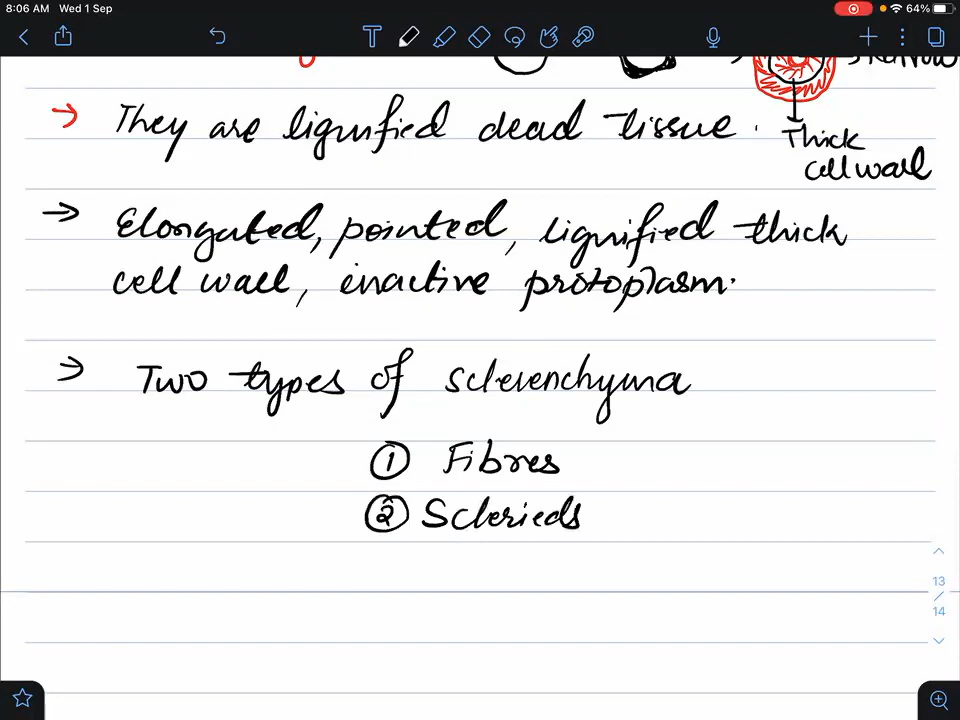 8:06 AM Wed 1 Sep
64%
→ They are lignified dead tissue.
Thick
cell wall
→ Elongated, pointed, lignified thick
cell wall, inactive protoplasm.
→ Two types of sclerenchyma
① Fibres
② Sclerieds
13
/
14